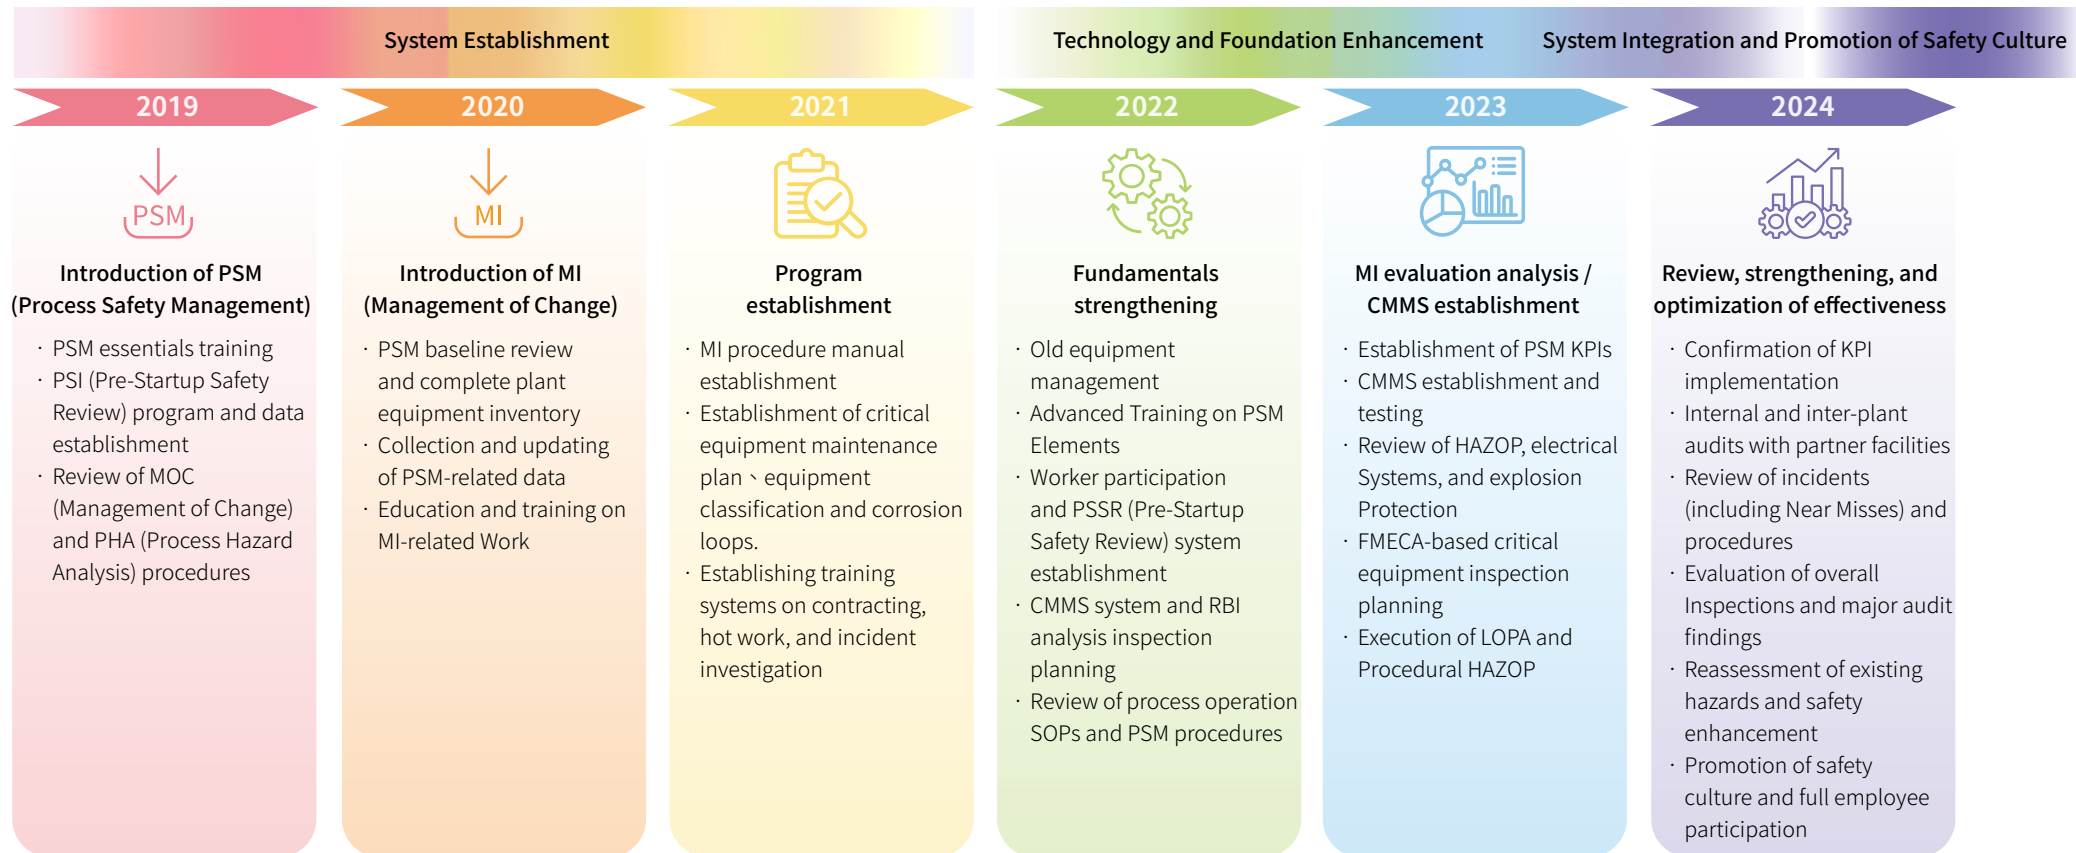 System Establishment
Technology and Foundation Enhancement
System Integration and Promotion of Safety Culture
2019
PSM
Introduction of PSM
(Process Safety Management)
· PSM essentials training
· PSI (Pre-Startup Safety
Review) program and data
establishment
· Review of MOC
(Management of Change)
and PHA (Process Hazard
Analysis) procedures
2020
MI
Introduction of MI
(Management of Change)
· PSM baseline review
and complete plant
equipment inventory
· Collection and updating
of PSM-related data
· Education and training on
MI-related Work
2021
Program
establishment
· MI procedure manual
establishment
· Establishment of critical
equipment maintenance
plan、equipment
classification and corrosion
loops.
· Establishing training
systems on contracting,
hot work, and incident
investigation
2022
Fundamentals
strengthening
· Old equipment
management
· Advanced Training on PSM
Elements
· Worker participation
and PSSR (Pre-Startup
Safety Review) system
establishment
· CMMS system and RBI
analysis inspection
planning
· Review of process operation
SOPs and PSM procedures
2023
MI evaluation analysis /
CMMS establishment
· Establishment of PSM KPIs
· CMMS establishment and
testing
· Review of HAZOP, electrical
Systems, and explosion
Protection
· FMECA-based critical
equipment inspection
planning
· Execution of LOPA and
Procedural HAZOP
2024
Review, strengthening, and
optimization of effectiveness
· Confirmation of KPI
implementation
· Internal and inter-plant
audits with partner facilities
· Review of incidents
(including Near Misses) and
procedures
· Evaluation of overall
Inspections and major audit
findings
· Reassessment of existing
hazards and safety
enhancement
· Promotion of safety
culture and full employee
participation